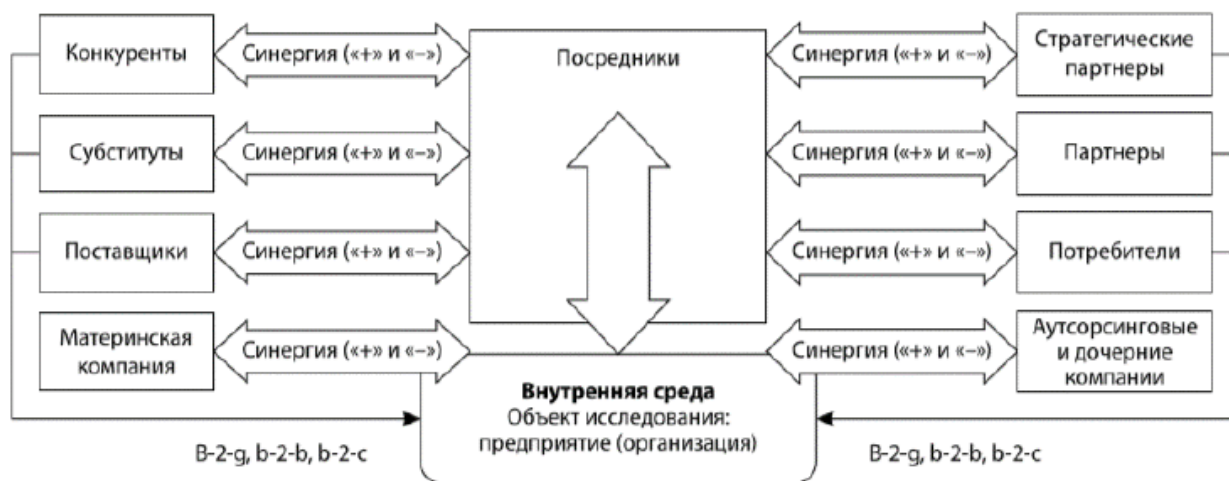 Конкуренты
Синергия («+» и «–»)
Посредники
Синергия («+» и «–»)
Стратегические
партнеры
Субституты
Синергия («+» и «–»)
Синергия («+» и «–»)
Партнеры
Поставщики
Синергия («+» и «–»)
Синергия («+» и «–»)
Потребители
Материнская
компания
Синергия («+» и «–»)
Синергия («+» и «–»)
Аутсорсинговые
и дочерние
компании
Внутренняя среда
Объект исследования:
предприятие (организация)
B-2-g, b-2-b, b-2-c
B-2-g, b-2-b, b-2-c